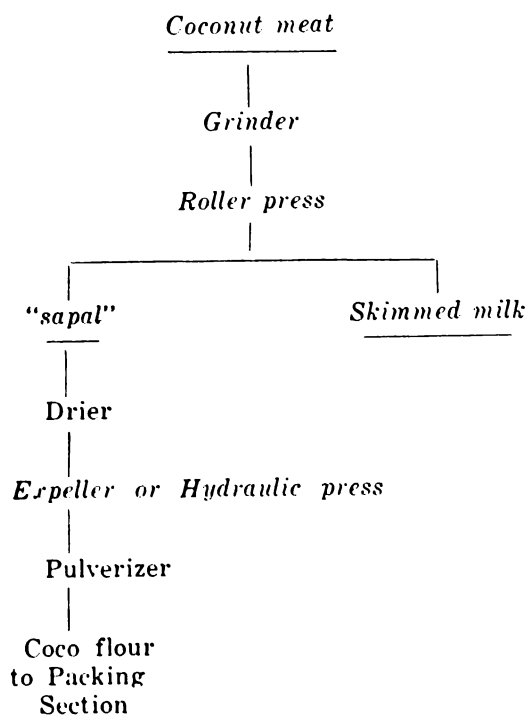 Coconut meat
Grinder
Roller press
"sapal"
Skimmed milk
Drier
Expeller or Hydraulic press
Pulverizer
Coco flour
to Packing
Section